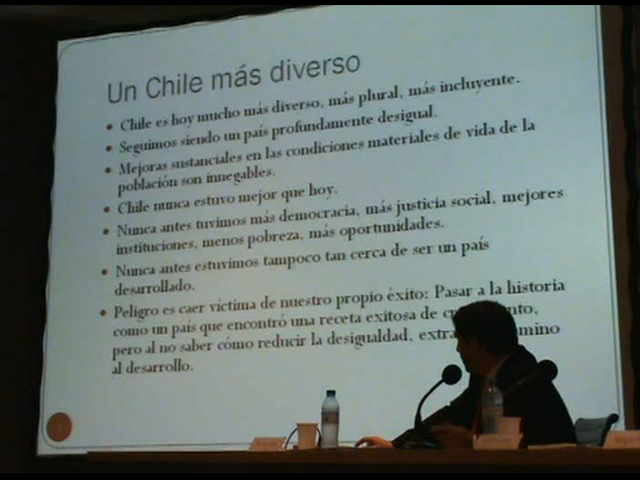 Un Chile más diverso
• Chile es hoy mucho más diverso, más plural, más incluyente.
• Seguimos siendo un país profundamente desigual.
• Mejoras sustanciales en las condiciones materiales de vida de la
población son innegables.
• Chile nunca estuvo mejor que hoy.
• Nunca antes tuvimos más democracia, más justicia social, mejores
instituciones, menos pobreza, más oportunidades.
• Nunca antes estuvimos tampoco tan cerca de ser un país
desarrollado.
• Peligro es caer víctima de nuestro propio éxito: Pasar a la historia
como un país que encontró una receta exitosa de
pero al no saber cómo reducir la desigualdad,
al desarrollo.